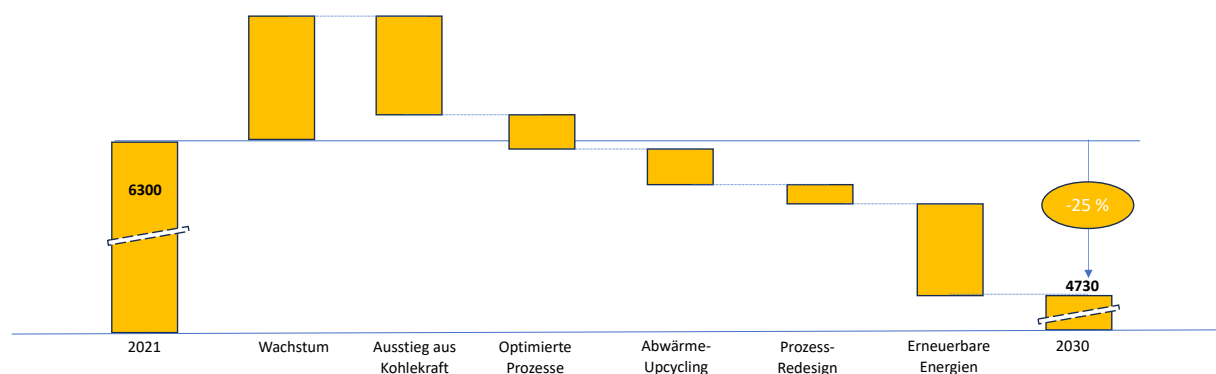 6300
-25 %
4730
2021
Wachstum
Ausstieg aus
Kohlekraft
Optimierte
Prozesse
Abwärme-
Upcycling
Prozess-
Redesign
Erneuerbare
Energien
2030